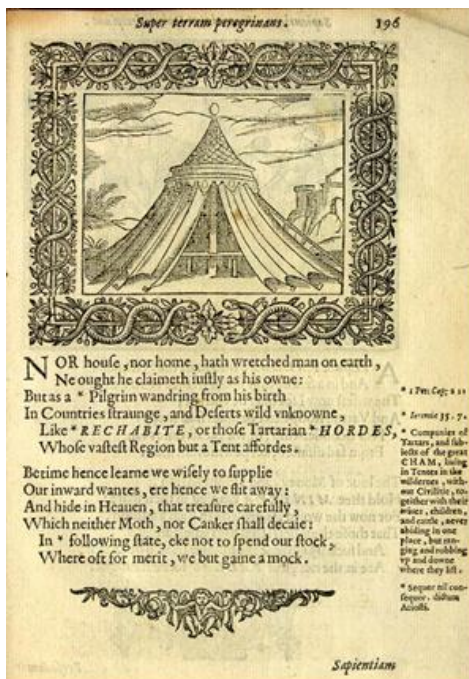 Super terram peregrinans. 196
NOR house, nor home, hath wretched man on earth,
Ne ought he claimeth iustly as his owne:
But as a * Pilgrim wandring from his birth
In Countries straunge, and Deserts wild vnknowne,
Like * RECHABITE, or those Tartarian * HORDES,
Whose vastest Region but a Tent affordes.
Betime hence learne we wisely to supplie
Our inward wantes, ere hence we flit away:
And hide in Heauen, that treasure carefully,
Which neither Moth, nor Canker shall decaie:
In * following state, eke not to spend our stock,
Where oft for merit, we but gaine a mock.
* 1 Pet: Cap; 2 11
* Ieremie 35. 7.
* Companies of
Tartars, and sub-
iects of the great
CHAM, liuing
in Tentes in the
wildernes, with-
out Civilitie, to-
geither with their
wiues, children,
and cattle, never
abiding in one
place, but ran-
ging and robbing
vp and downe
where they list.
* Sequor nil con-
sequor. dictum
Ariosti.
Sapientiam